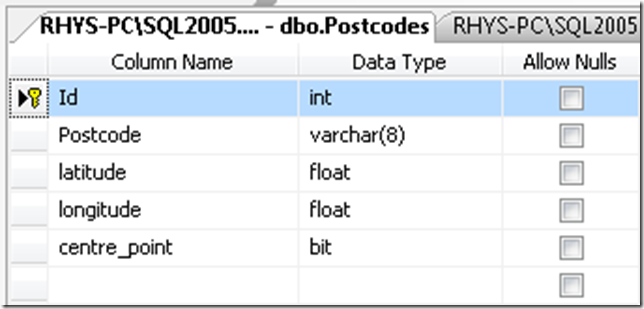 RHYS-PC\SQL2005.... - dbo.Postcodes RHYS-PC\SQL2005
Column Name Data Type Allow Nulls
Id int
Postcode varchar(8)
latitude float
longitude float
centre_point bit